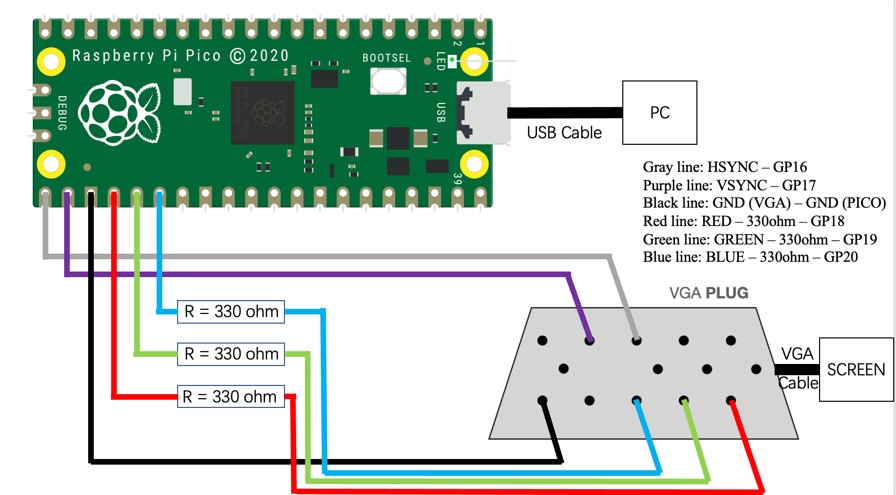 2
1
Raspberry Pi Pico © 2020
BOOTSEL
LED
DEBUG
USB
USB Cable
PC
39
Gray line: HSYNC – GP16
Purple line: VSYNC – GP17
Black line: GND (VGA) – GND (PICO)
Red line: RED – 330ohm – GP18
Green line: GREEN – 330ohm – GP19
Blue line: BLUE – 330ohm – GP20
VGA PLUG
R = 330 ohm
R = 330 ohm
R = 330 ohm
VGA
Cable
SCREEN